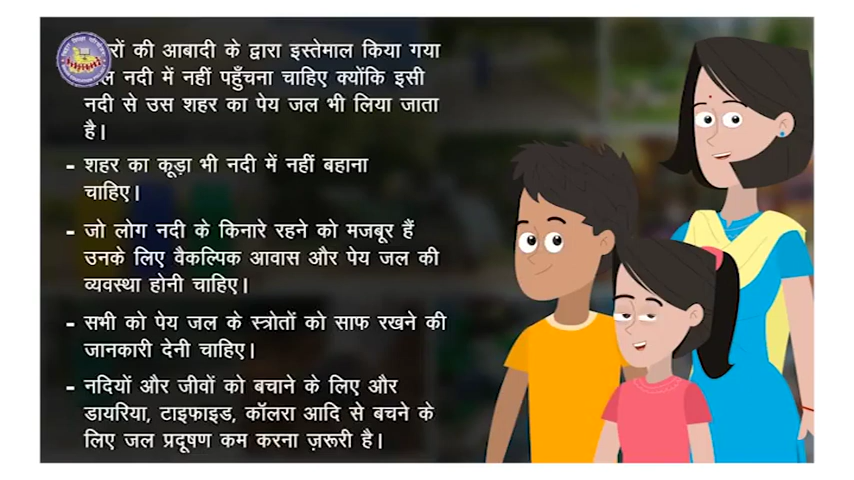 की आबादी के द्वारा इस्तेमाल किया गया
नदी में नहीं पहुँचना चाहिए क्योंकि इसी
नदी से उस शहर का पेय जल भी लिया जाता
है।
- शहर का कूड़ा भी नदी में नहीं बहाना
चाहिए।
- जो लोग नदी के किनारे रहने को मजबूर हैं
उनके लिए वैकल्पिक आवास और पेय जल की
व्यवस्था होनी चाहिए।
- सभी को पेय जल के स्त्रोतों को साफ रखने की
जानकारी देनी चाहिए।
- नदियों और जीवों को बचाने के लिए और
डायरिया, टाइफाइड, कॉलरा आदि से बचने के
लिए जल प्रदूषण कम करना ज़रूरी है।